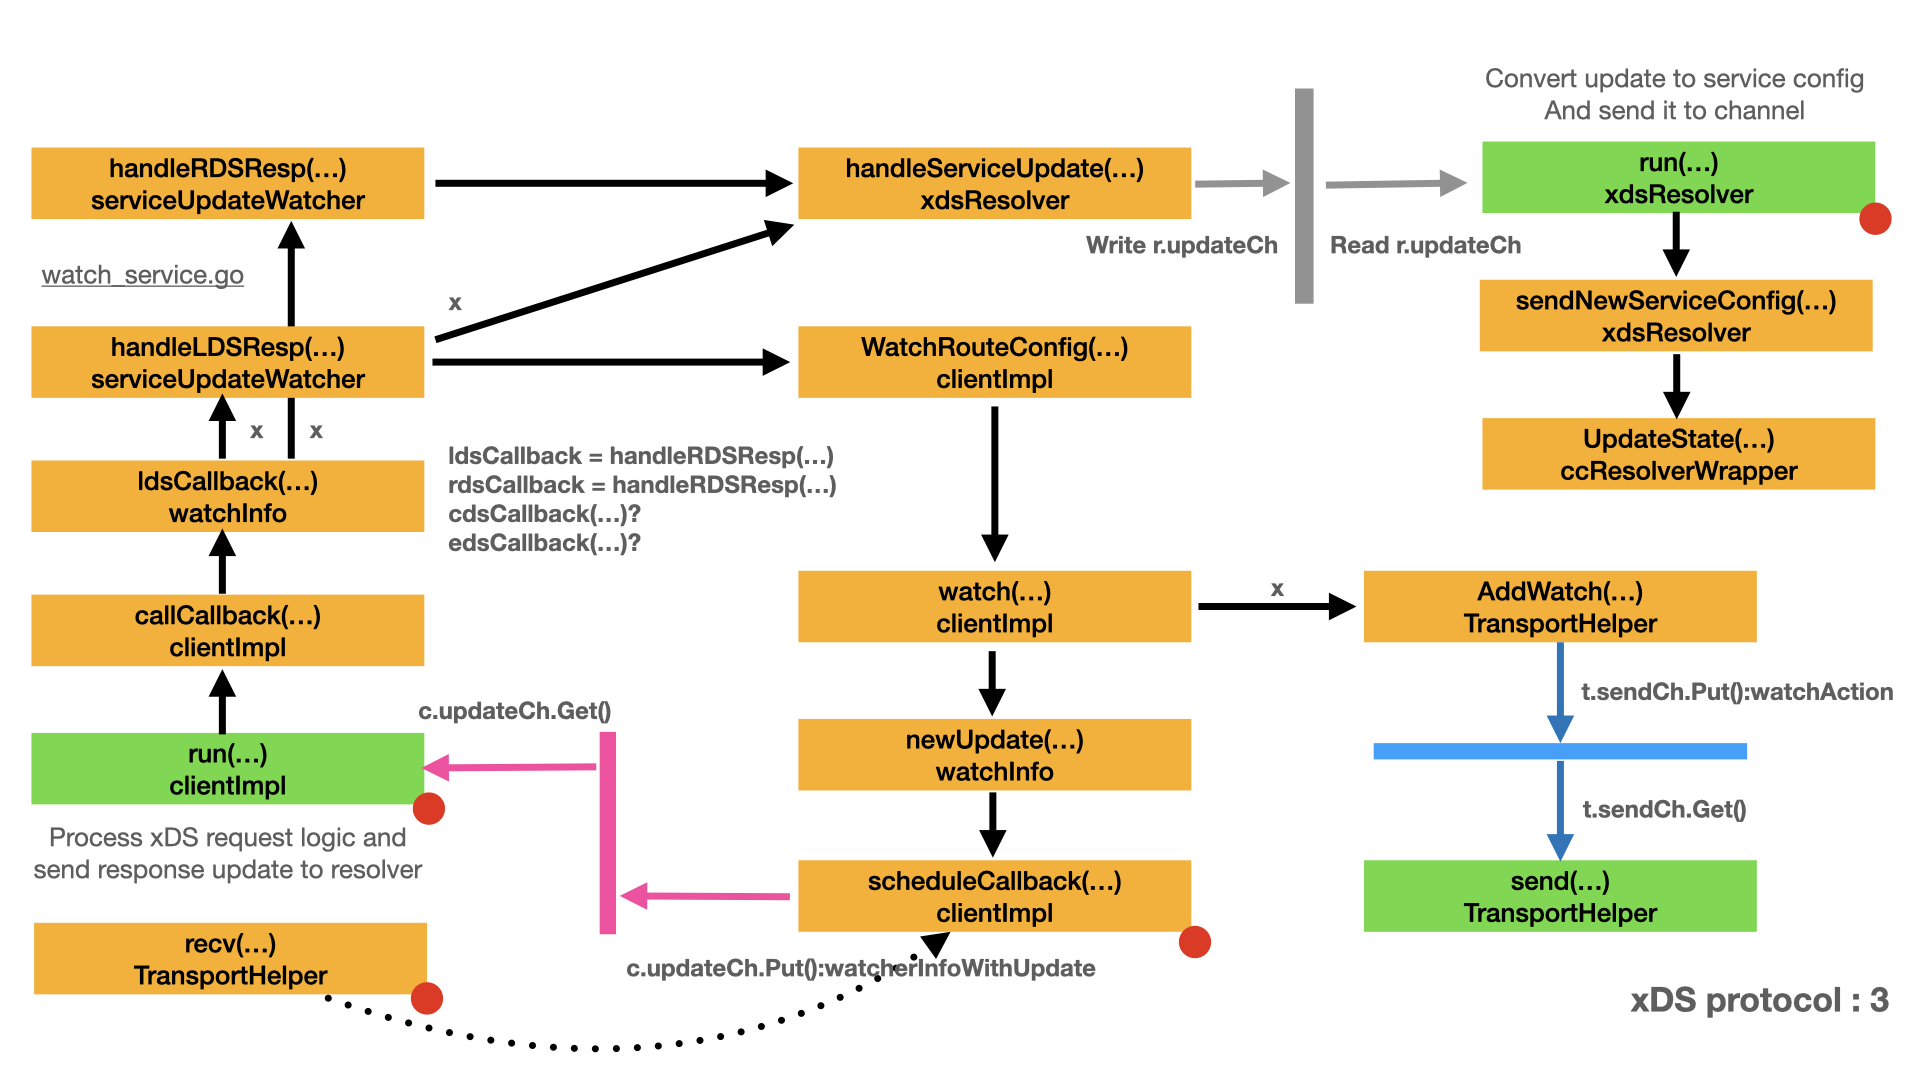 Convert update to service config
And send it to channel
handleRDSResp(…)
serviceUpdateWatcher
handleServiceUpdate(…)
xdsResolver
run(…)
xdsResolver
Write r.updateCh
Read r.updateCh
watch_service.go
x
sendNewServiceConfig(…)
xdsResolver
handleLDSResp(…)
serviceUpdateWatcher
WatchRouteConfig(…)
clientImpl
x
x
UpdateState(…)
ccResolverWrapper
ldsCallback = handleRDSResp(…)
rdsCallback = handleRDSResp(…)
cdsCallback(…)?
edsCallback(…)?
ldsCallback(…)
watchInfo
callCallback(…)
clientImpl
watch(…)
clientImpl
x
AddWatch(…)
TransportHelper
t.sendCh.Put():watchAction
c.updateCh.Get()
run(…)
clientImpl
newUpdate(…)
watchInfo
t.sendCh.Get()
Process xDS request logic and
send response update to resolver
scheduleCallback(…)
clientImpl
send(…)
TransportHelper
recv(…)
TransportHelper
c.updateCh.Put():watcherInfoWithUpdate
xDS protocol : 3